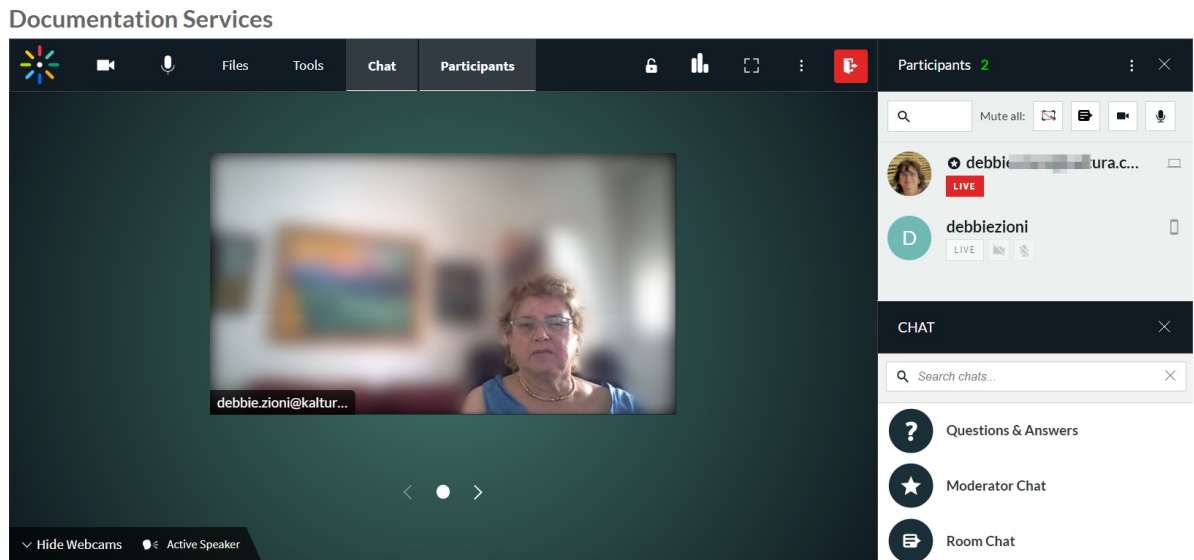 Documentation Services
Files Tools Chat Participants
Participants 2
Mute all:
debbie ura.c...
LIVE
D
debbiezioni
LIVE
CHAT
Search chats...
? Questions & Answers
Moderator Chat
Room Chat
debbie.zioni@kaltur...
Hide Webcams Active Speaker